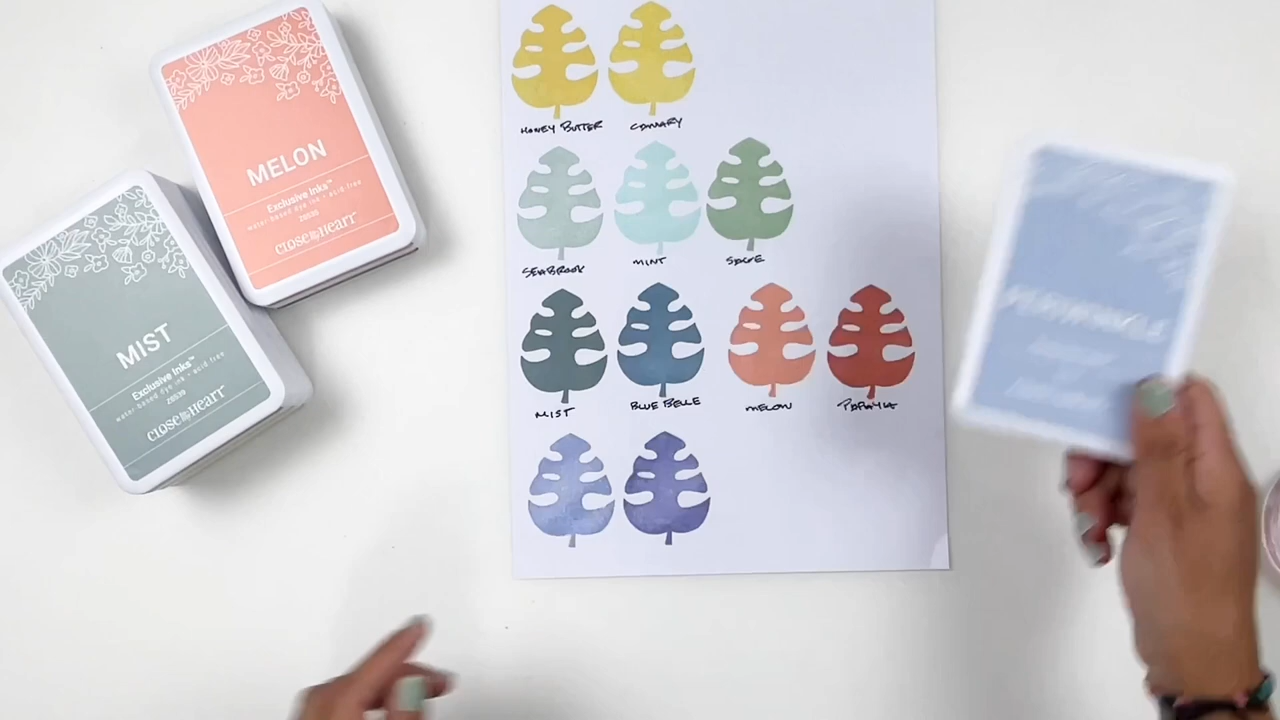 MELON
Exclusive Inks™
water-based dye ink • acid-free
Close to my Heart
MIST
Exclusive Inks™
water-based dye ink • acid-free
Close to my Heart
HONEY BUTTER
CANARY
SEABROOK
MINT
SAGE
MIST
BLUE BELLE
MELON
PAPAYA
PERIWINKLE